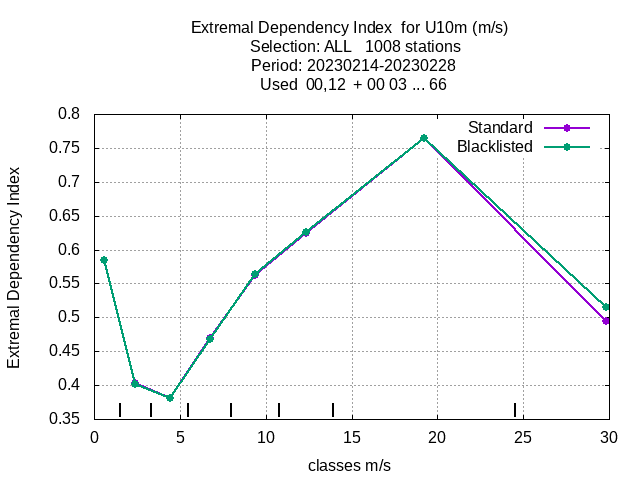 Extremal Dependency Index  for U10m (m/s)
Selection: ALL   1008 stations
Period: 20230214-20230228
Used  00,12  + 00 03 ... 66
Standard
Blacklisted
Extremal Dependency Index
0.8
0.75
0.7
0.65
0.6
0.55
0.5
0.45
0.4
0.35
0 5 10 15 20 25 30
classes m/s